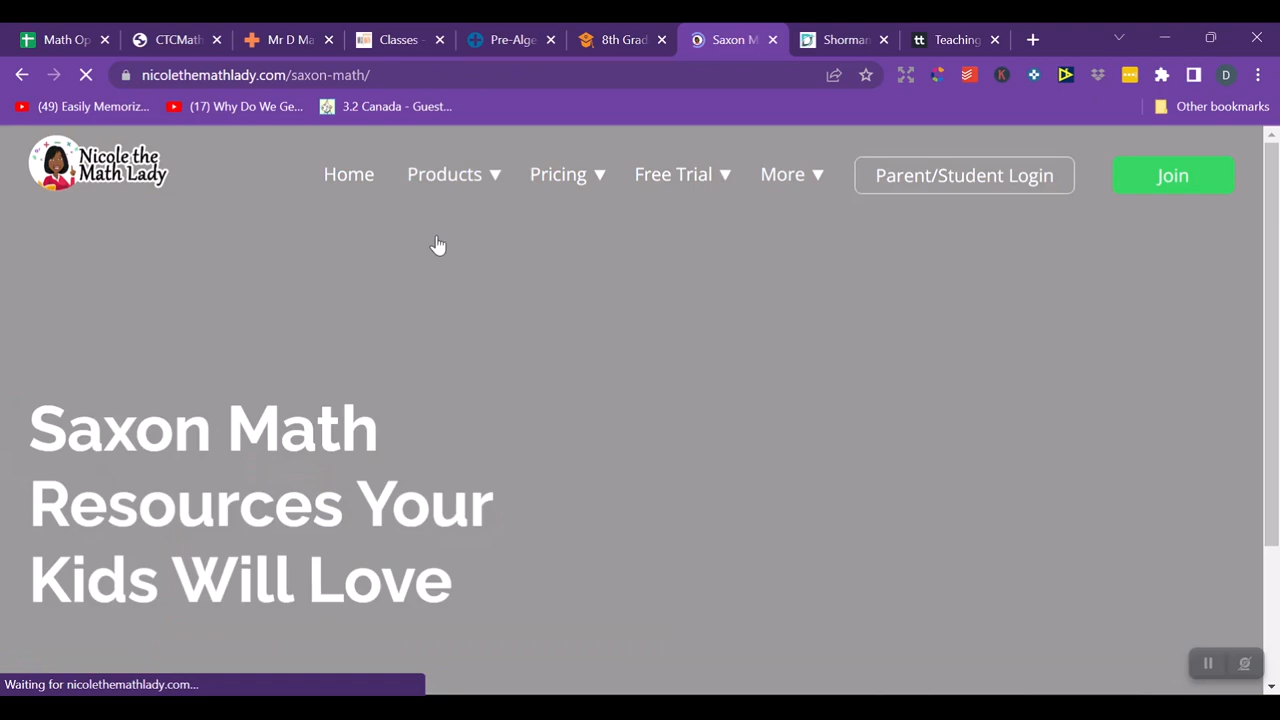 Math Op
CTCMath
Mr D Ma
Classes -
Pre-Alge
8th Grad
Saxon M
Shorman
Teaching
nicolethemathlady.com/saxon-math/
D
(49) Easily Memoriz...
(17) Why Do We Ge...
3.2 Canada - Guest...
Other bookmarks
Nicole the
Math Lady
Home
Products ▼
Pricing ▼
Free Trial ▼
More ▼
Parent/Student Login
Join
Saxon Math
Resources Your
Kids Will Love
Waiting for nicolethemathlady.com...